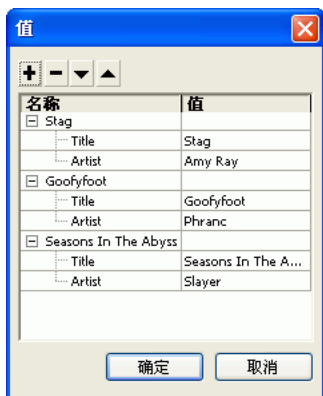 值
名称 值
Stag
Title Stag
Artist Amy Ray
Goofyfoot
Title Goofyfoot
Artist Phranc
Seasons In The Abyss
Title Seasons In The A...
Artist Slayer
确定 取消